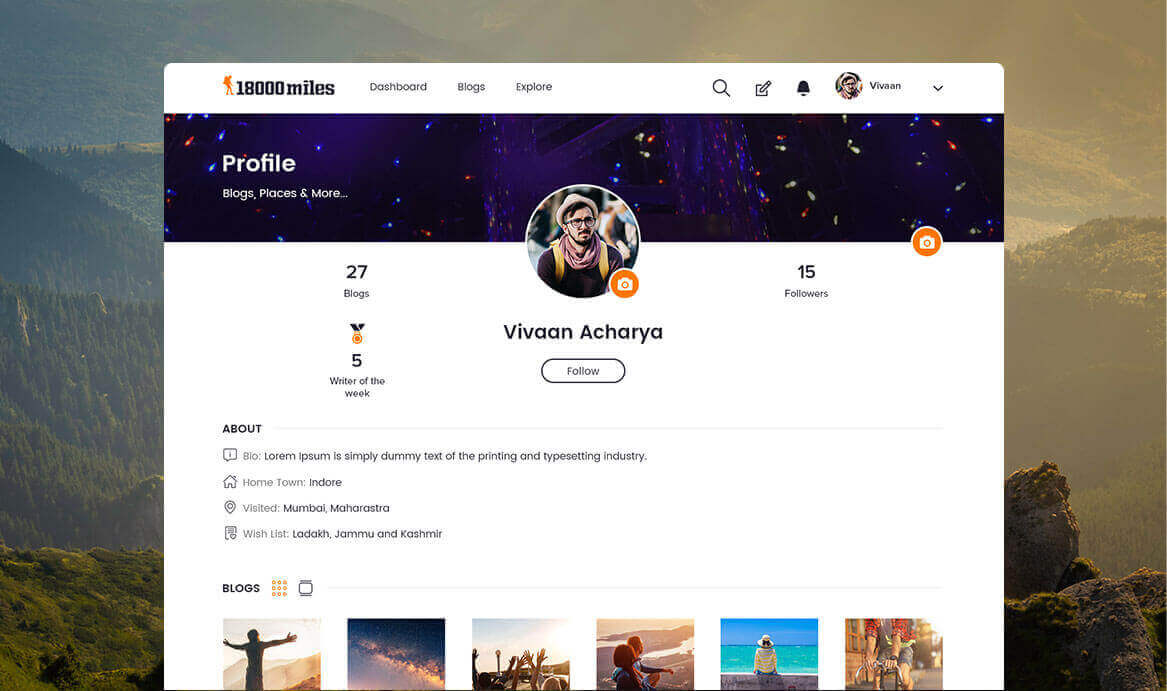 18000miles Dashboard Blogs Explore Vivaan
Profile
Blogs, Places & More...
27
Blogs
15
Followers
Vivaan Acharya
5
Writer of the
week
Follow
ABOUT
Bio: Lorem Ipsum is simply dummy text of the printing and typesetting industry.
Home Town: Indore
Visited: Mumbai, Maharastra
Wish List: Ladakh, Jammu and Kashmir
BLOGS